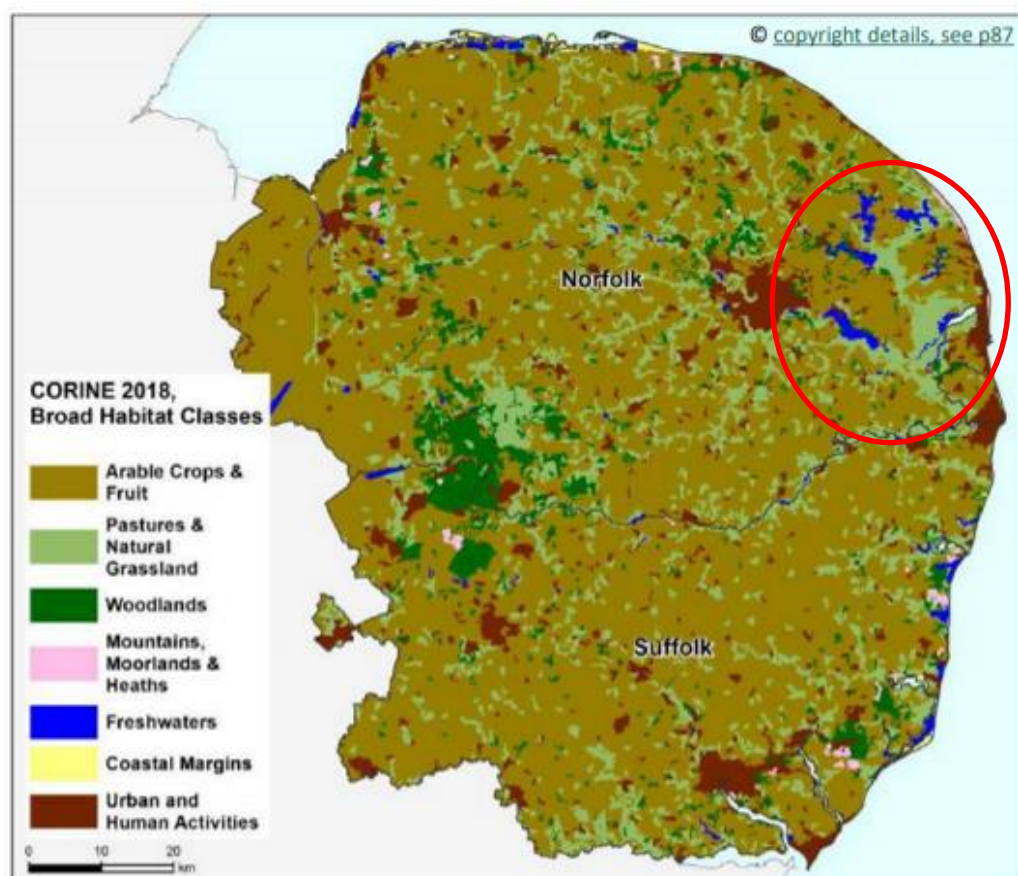 © copyright details, see p87
Norfolk
CORINE 2018,
Broad Habitat Classes
Arable Crops &
Fruit
Pastures &
Natural
Grassland
Woodlands
Mountains,
Moorlands &
Heaths
Suffolk
Freshwaters
Coastal Margins
Urban and
Human Activities
0 10 20
km